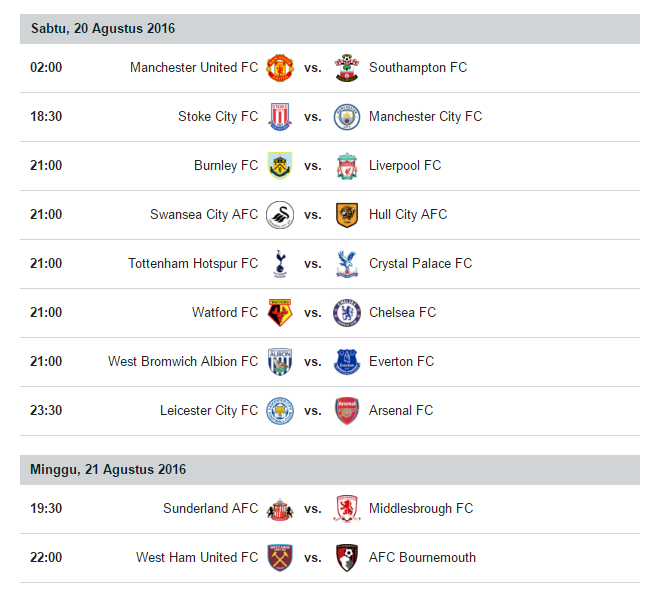 Sabtu, 20 Agustus 2016
02:00 Manchester United FC vs. Southampton FC
18:30 Stoke City FC vs. Manchester City FC
21:00 Burnley FC vs. Liverpool FC
21:00 Swansea City AFC vs. Hull City AFC
21:00 Tottenham Hotspur FC vs. Crystal Palace FC
21:00 Watford FC vs. Chelsea FC
21:00 West Bromwich Albion FC vs. Everton FC
23:30 Leicester City FC vs. Arsenal FC
Minggu, 21 Agustus 2016
19:30 Sunderland AFC vs. Middlesbrough FC
22:00 West Ham United FC vs. AFC Bournemouth